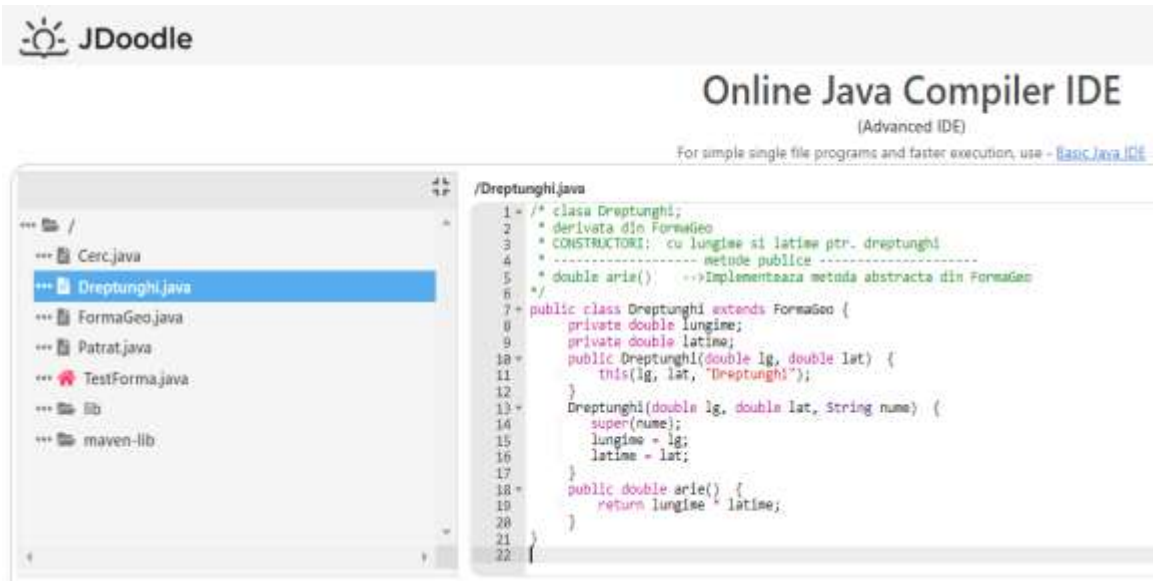 JDoodle
Online Java Compiler IDE
(Advanced IDE)
For simple single file programs and faster execution, use - Basic Java IDE
/
Cerc.java
Dreptunghi.java
FormaGeo.java
Patrat.java
TestForma.java
lib
maven-lib
/Dreptunghi.java
1 /* clasa Dreptunghi;
2 * derivata din FormaGeo
3 * CONSTRUCTORI: cu lungime si latime ptr. dreptunghi
4 * ------------------- metode publice ---------------------
5 * double arie() -->Implementeaza metoda abstracta din FormaGeo
6 */
7 public class Dreptunghi extends FormaGeo {
8 private double lungime;
9 private double latime;
10 public Dreptunghi(double lg, double lat) {
11 this(lg, lat, "Dreptunghi");
12 }
13 Dreptunghi(double lg, double lat, String nume) {
14 super(nume);
15 lungime = lg;
16 latime = lat;
17 }
18 public double arie() {
19 return lungime * latime;
20 }
21 }
22